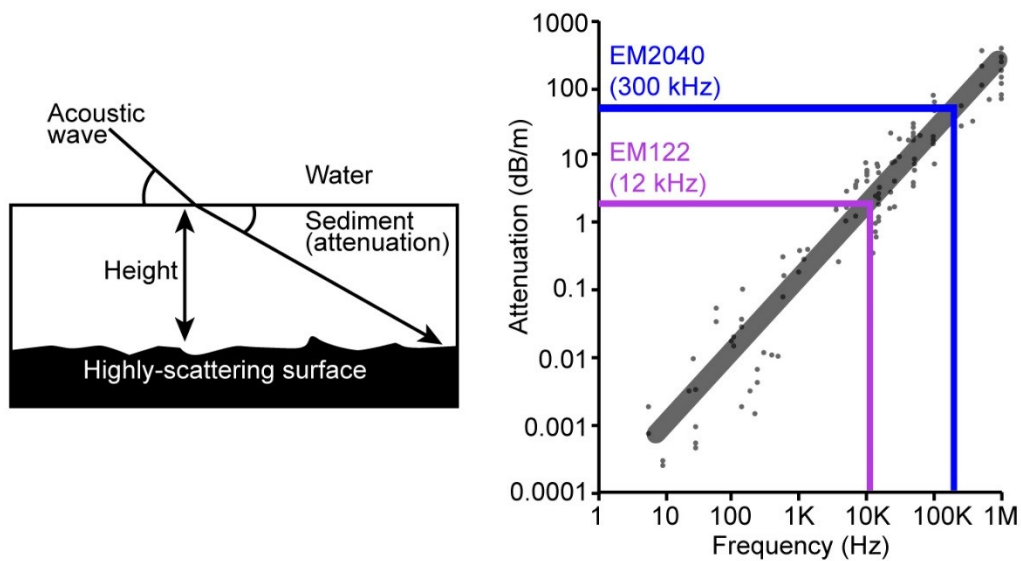 Acoustic
wave
Water
Sediment
(attenuation)
Height
Highly-scattering surface
Attenuation (dB/m)
1000
100
10
1
0.1
0.01
0.001
0.0001
EM2040
(300 kHz)
EM122
(12 kHz)
1 10 100 1K 10K 100K 1M
Frequency (Hz)